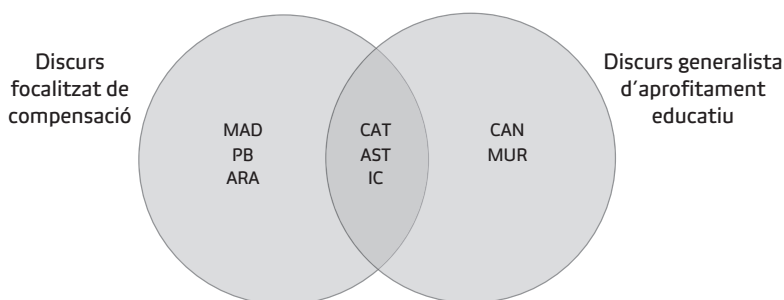 Discurs
focalitzat de
compensació
MAD
PB
ARA
CAT
AST
IC
CAN
MUR
Discurs generalista
d'aprofitament
educatiu